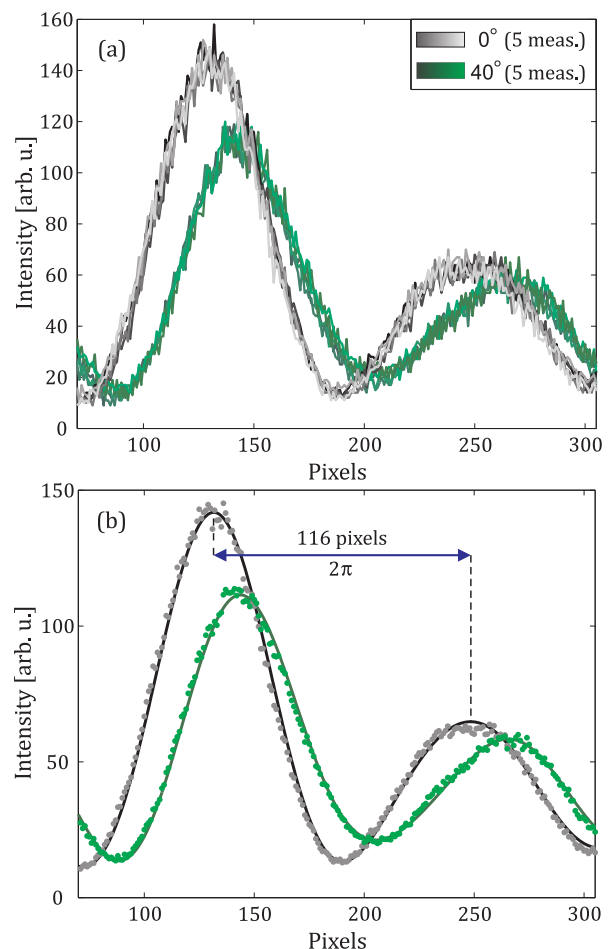 (a)
0° (5 meas.)
40° (5 meas.)
Intensity [arb. u.]
160
140
120
100
80
60
40
20
0
100
150
200
250
300
Pixels
(b)
116 pixels
2π
Intensity [arb. u.]
150
100
50
0
100
150
200
250
300
Pixels